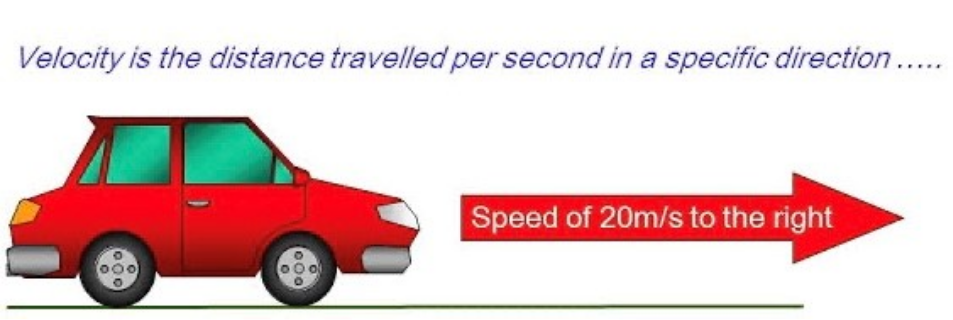 Velocity is the distance travelled per second in a specific direction .....
Speed of 20m/s to the right